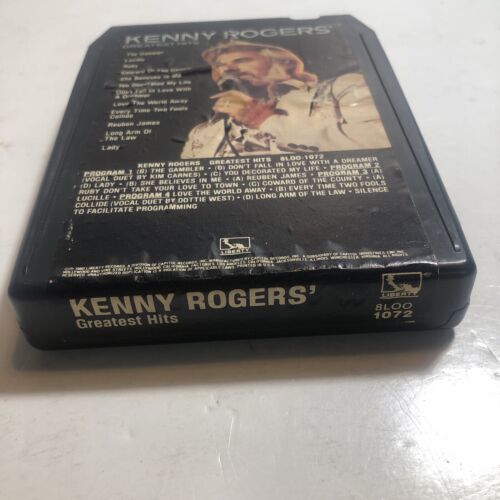 KENNY ROGERS'
GREATEST HITS
The Gambler
Lucille
Ruby
Coward Of The County
She Believes In Me
You Decorated My Life
Don't Fall In Love With
A Dreamer
Love The World Away
Every Time Two Fools
Collide
Reuben James
Long Arm Of
The Law
Lady
KENNY ROGERS GREATEST HITS 8LOO-1072
PROGRAM 1 (B) THE GAMBLER • (D) DON'T FALL IN LOVE WITH A DREAMER
(VOCAL DUET BY KIM CARNES) • (C) YOU DECORATED MY LIFE • PROGRAM 2
(D) LADY • (B) SHE BELIEVES IN ME • (A) REUBEN JAMES • PROGRAM 3 (A)
RUBY DON'T TAKE YOUR LOVE TO TOWN • (C) COWARD OF THE COUNTY • (A)
LUCILLE • PROGRAM 4 LOVE THE WORLD AWAY • (B) EVERY TIME TWO FOOLS
COLLIDE (VOCAL DUET BY DOTTIE WEST) • (D) LONG ARM OF THE LAW • SILENCE
TO FACILITATE PROGRAMMING
LIBERTY
KENNY ROGERS'
Greatest Hits
LIBERTY
8LOO
1072